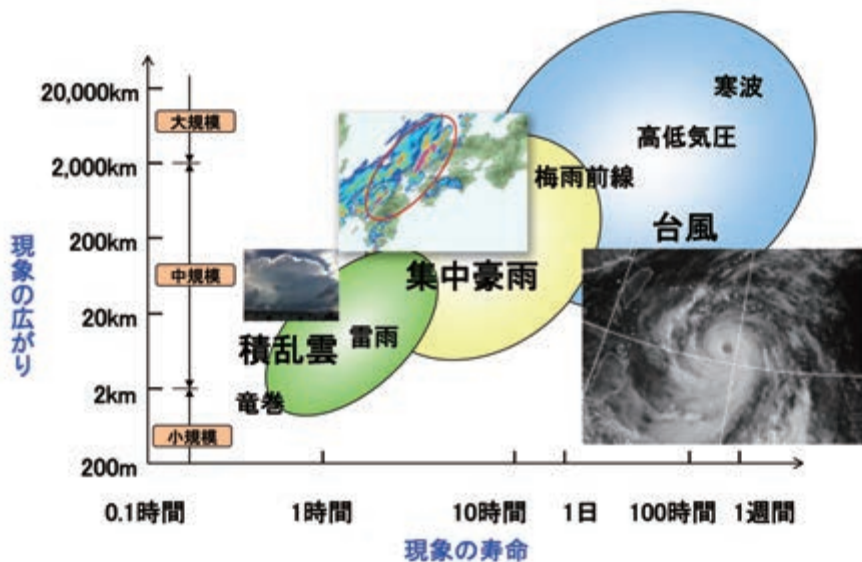 20,000km
大規模
2,000km
200km
中規模
20km
2km
小規模
200m
現象の広がり
寒波
高低気圧
梅雨前線
台風
集中豪雨
積乱雲
雷雨
竜巻
0.1時間
1時間
10時間
1日
100時間
1週間
現象の寿命